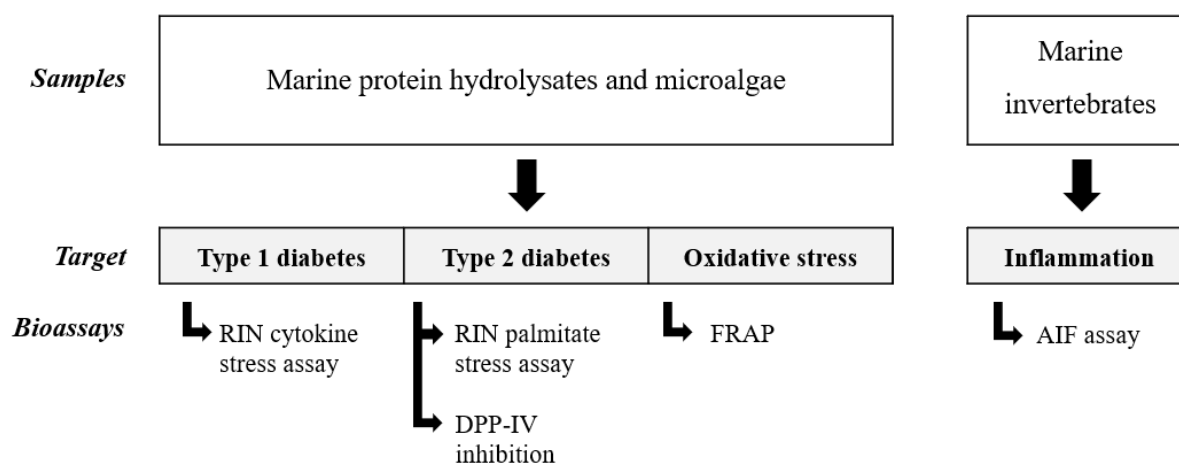 Samples
Marine protein hydrolysates and microalgae
Marine
invertebrates
Target
Type 1 diabetes
Type 2 diabetes
Oxidative stress
Inflammation
Bioassays
RIN cytokine
stress assay
RIN palmitate
stress assay
DPP-IV
inhibition
FRAP
AIF assay